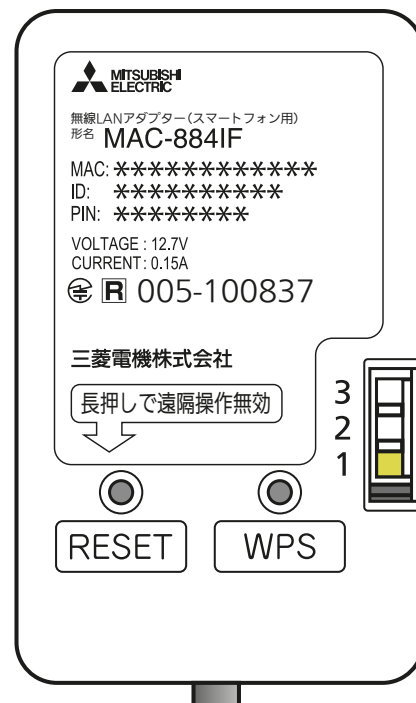 MITSUBISHI
ELECTRIC
無線LANアダプター(スマートフォン用)
形名 MAC-884IF
MAC: ************
ID: **********
PIN: ********
VOLTAGE : 12.7V
CURRENT : 0.15A
R 005-100837
三菱電機株式会社
長押しで遠隔操作無効
3
2
1
RESET
WPS